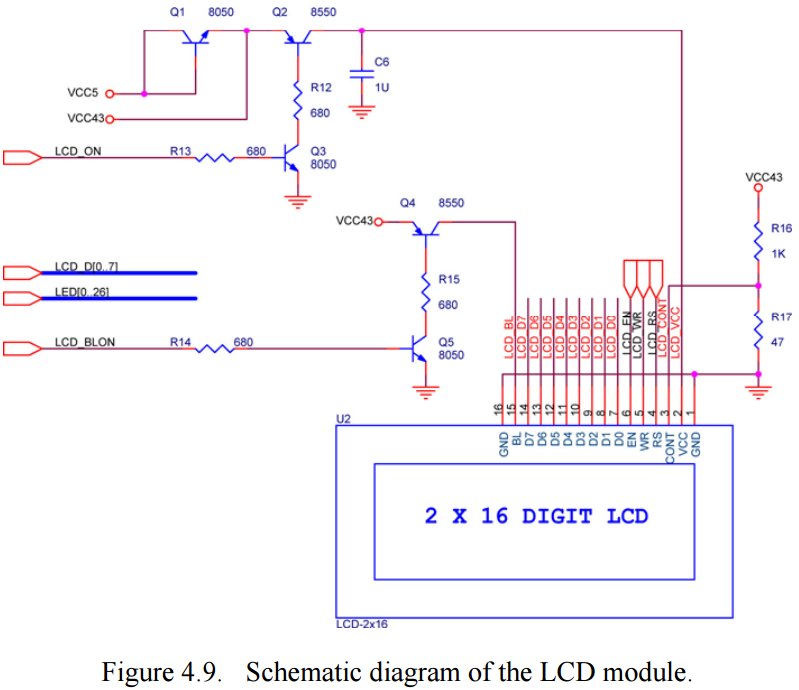 Q1 8050 Q2 8550
C6
1U
R12
680
VCC5
VCC43
LCD_ON R13 680 Q3
8050
VCC43
Q4 8550
VCC43
R16
1K
LCD_D[0..7]
R15
680
LED[0..26]
R17
47
LCD_BLON R14 680 Q5
8050
LCD_BL LCD_D7 LCD_D6 LCD_D5 LCD_D4 LCD_D3 LCD_D2 LCD_D1 LCD_D0 LCD_EN LCD_WR LCD_RS LCD_CONT LCD_VCC
16 15 14 13 12 11 10 9 8 7 6 5 4 3 2 1
U2
GND BL D7 D6 D5 D4 D3 D2 D1 D0 EN WR RS CONT VCC GND
2 X 16 DIGIT LCD
LCD-2x16
Figure 4.9. Schematic diagram of the LCD module.